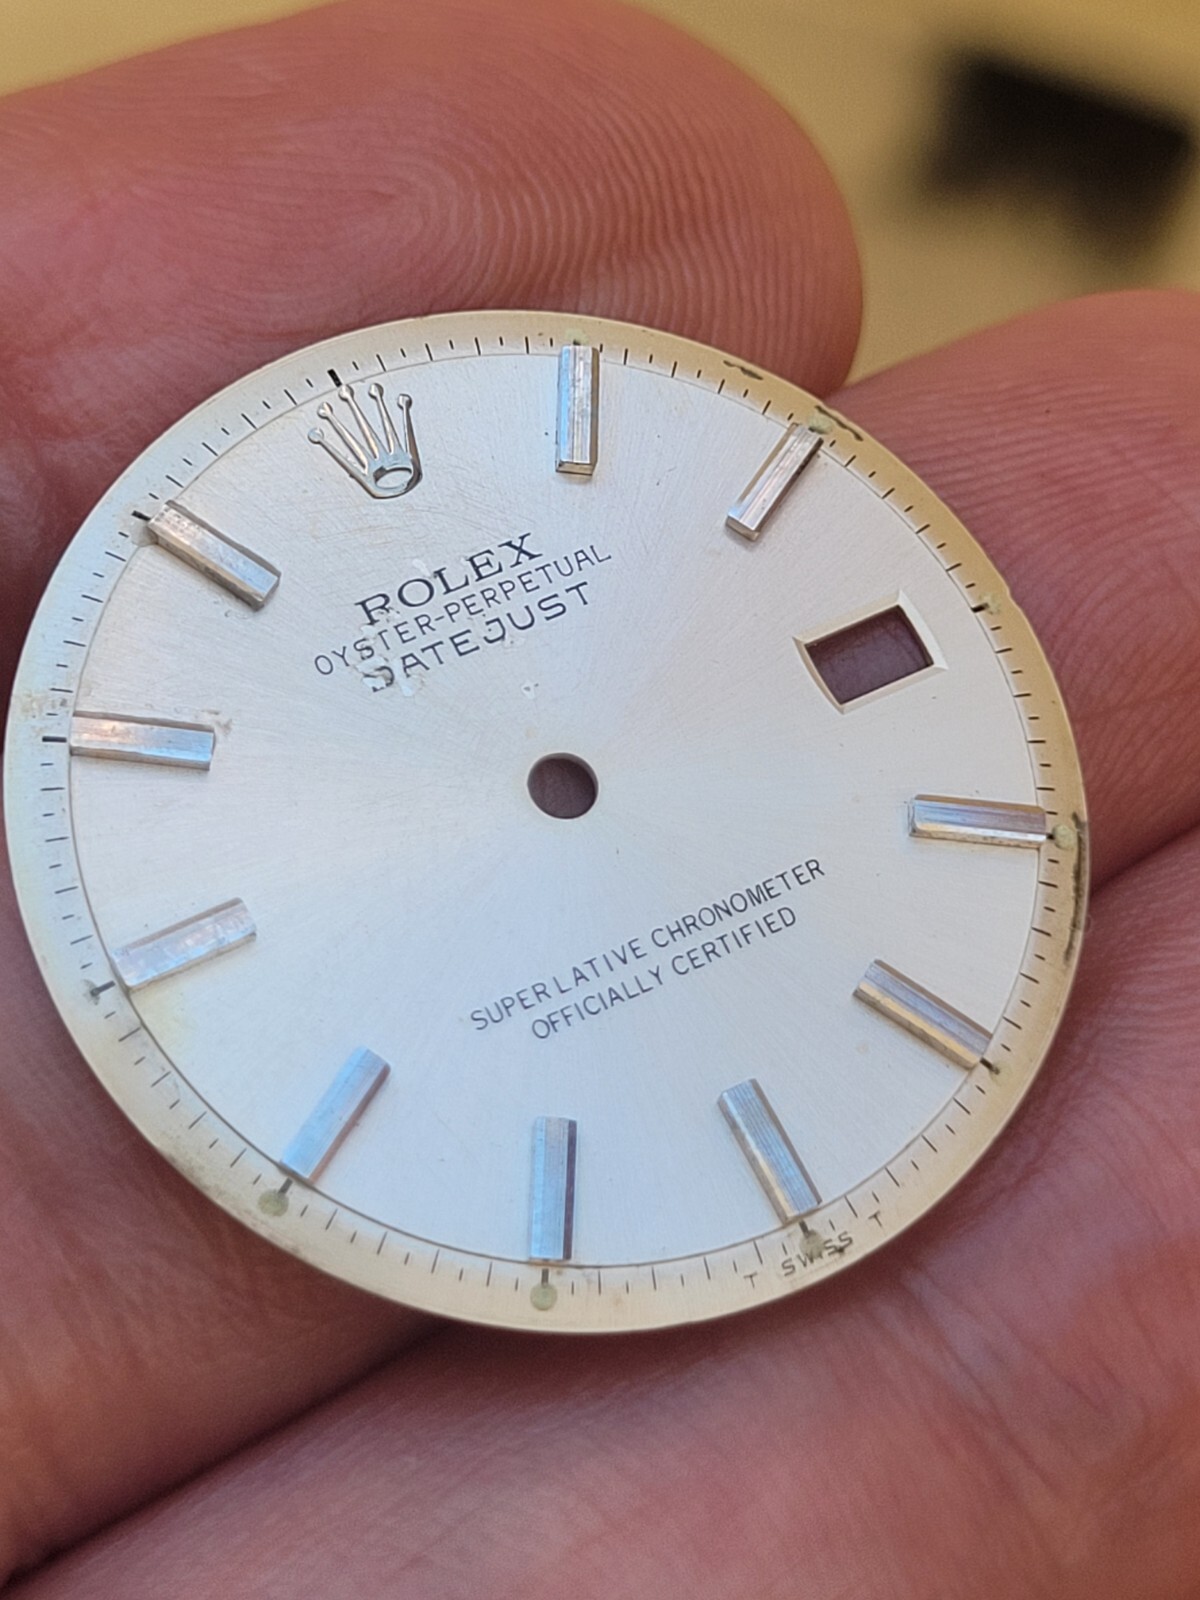 ROLEX
OYSTER-PERPETUAL
DATEJUST
SUPERLATIVE CHRONOMETER
OFFICIALLY CERTIFIED
T SWISS T